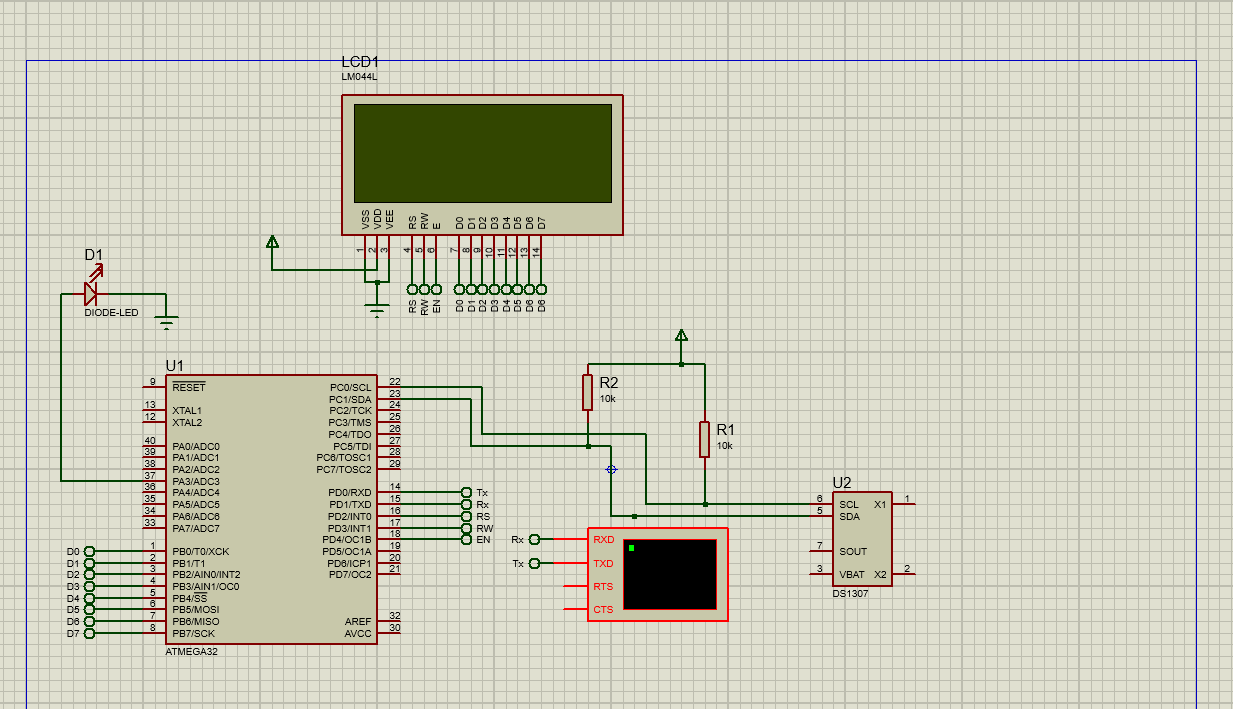 LCD1
LM044L
VSS
VDD
VEE
RS
RW
E
D0
D1
D2
D3
D4
D5
D6
D7
1
2
3
4
5
6
7
8
9
10
11
12
13
14
RS
RW
EN
D0
D1
D2
D3
D4
D5
D6
D6
D1
DIODE-LED
U1
9 RESET
13 XTAL1
12 XTAL2
40 PA0/ADC0
39 PA1/ADC1
38 PA2/ADC2
37 PA3/ADC3
36 PA4/ADC4
35 PA5/ADC5
34 PA6/ADC6
33 PA7/ADC7
D0 1 PB0/T0/XCK
D1 2 PB1/T1
D2 3 PB2/AIN0/INT2
D3 4 PB3/AIN1/OC0
D4 5 PB4/SS
D5 6 PB5/MOSI
D6 7 PB6/MISO
D7 8 PB7/SCK
PC0/SCL 22
PC1/SDA 23
PC2/TCK 24
PC3/TMS 25
PC4/TDO 26
PC5/TDI 27
PC6/TOSC1 28
PC7/TOSC2 29
PD0/RXD 14 Tx
PD1/TXD 15 Rx
PD2/INT0 16 RS
PD3/INT1 17 RW
PD4/OC1B 18 EN
PD5/OC1A 19
PD6/ICP1 20
PD7/OC2 21
AREF 32
AVCC 30
ATMEGA32
R2
10k
R1
10k
Rx RXD
Tx TXD
RTS
CTS
U2
6 SCL X1 1
5 SDA
7 SOUT
3 VBAT X2 2
DS1307